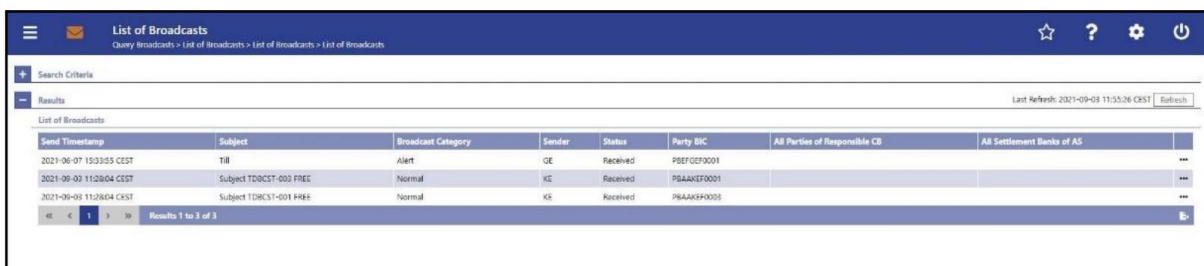 List of Broadcasts
Query Broadcasts > List of Broadcasts > List of Broadcasts > List of Broadcasts
Search Criteria
Results Last Refresh: 2021-09-03 11:55:26 CEST Refresh
List of Broadcasts
Send Timestamp Subject Broadcast Category Sender Status Party BIC All Parties of Responsible CB All Settlement Banks of AS
2021-06-07 15:33:55 CEST Till Alert GE Received PBEFGEF0001
2021-09-03 11:28:04 CEST Subject TDBCST-003 FREE Normal KE Received PBAAKEF0001
2021-09-03 11:28:04 CEST Subject TDBCST-001 FREE Normal KE Received PBAAKEF0003
« < 1 > » Results 1 to 3 of 3